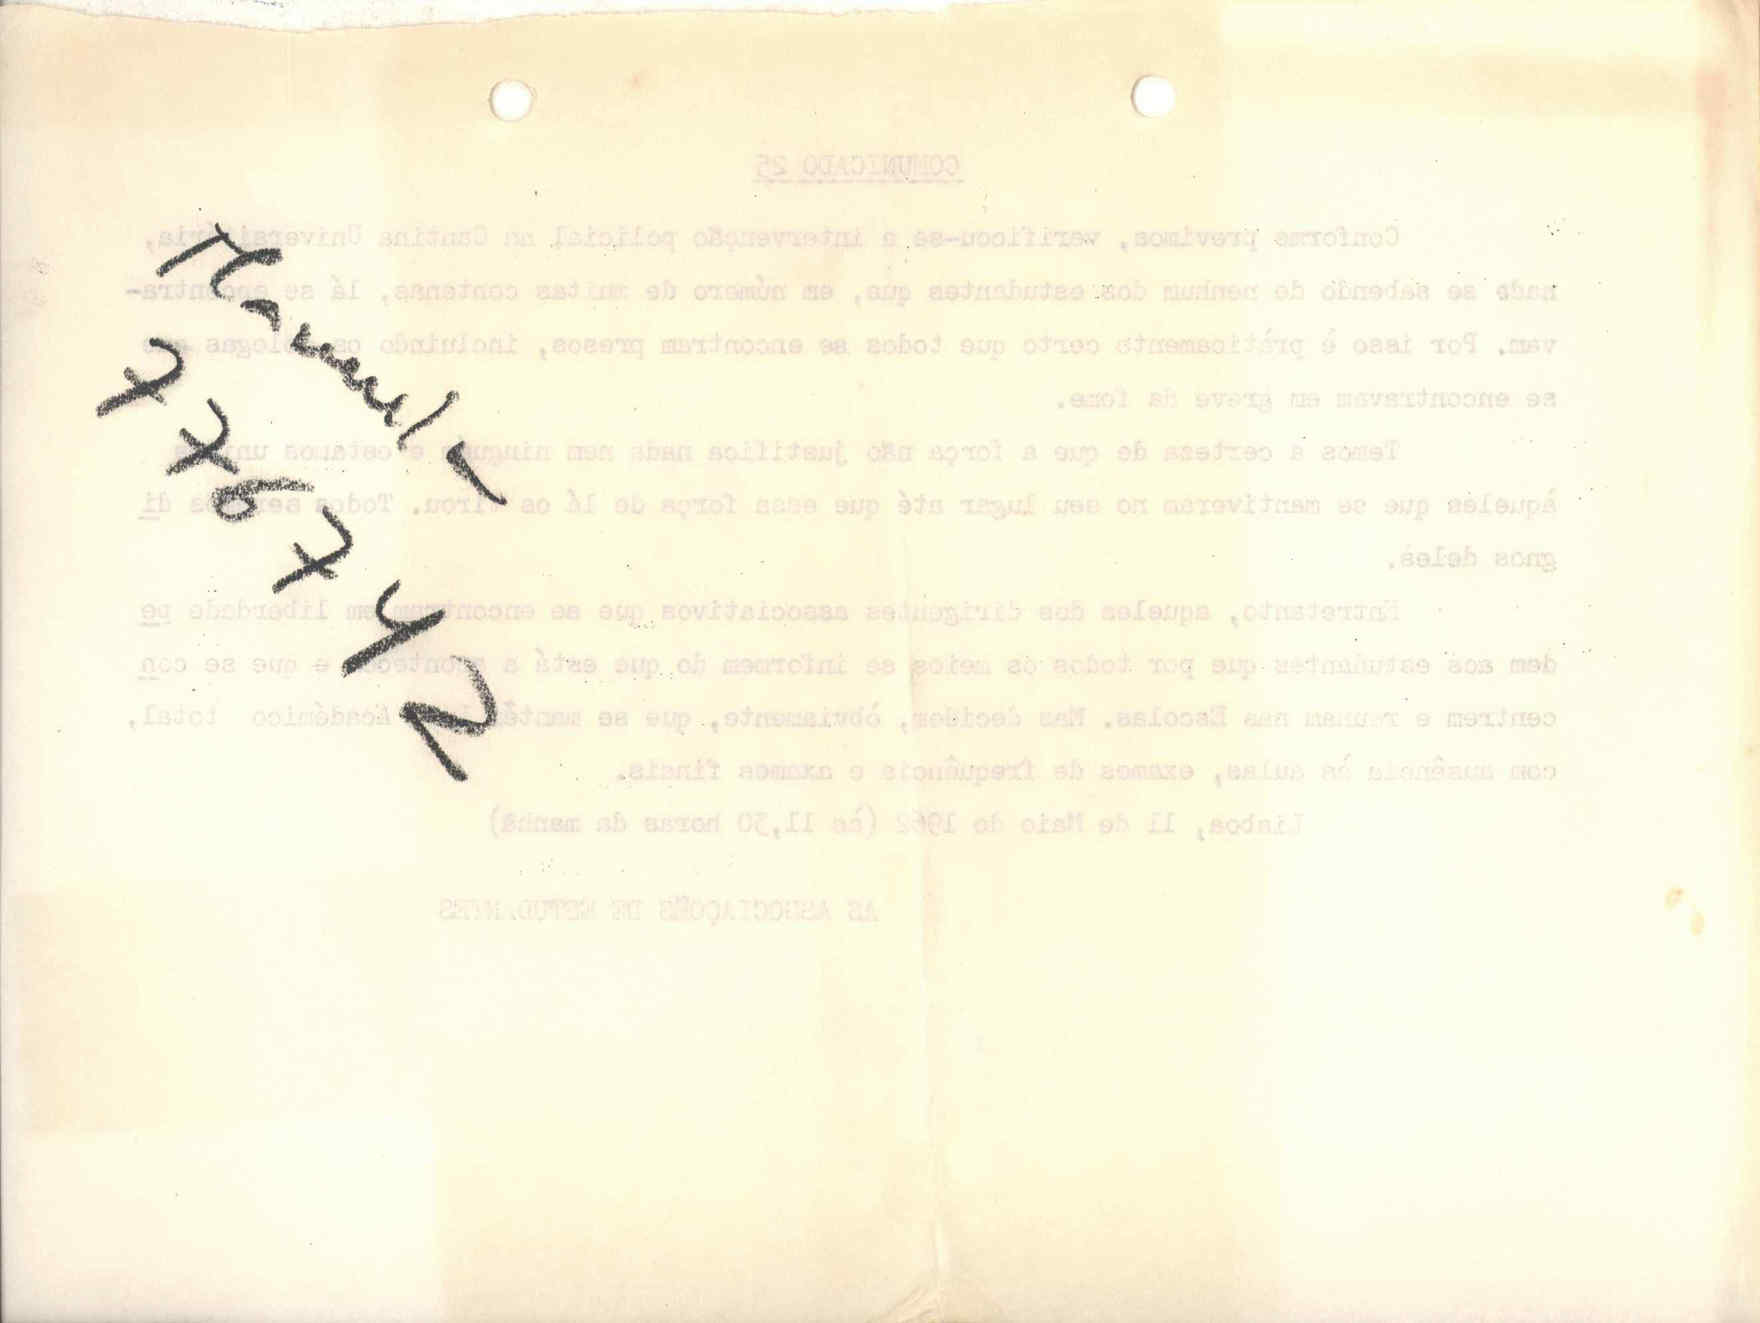 Manuel -
776742
COMUNICADO 25
Conforme previmos, verificou-se a intervenção policial na Cantina Universitária,
nada se sabendo de nenhum dos estudantes que, em número de muitas centenas, lá se encontra-
vam. Por isso è pràticamente certo que todos se encontram presos, incluindo os colegas que
se encontravam em greve da fome.
Temos a certeza de que a força não justifica nada nem ninguém e estamos unidos
àqueles que se mantiveram no seu lugar até que essa força de lá os tirou. Todos seremos di
gnos deles.
Entretanto, aqueles dos dirigentes associativos que se encontram em liberdade pe
dem aos estudantes que por todos os meios se informem do que está a acontecer e que se con
centrem e reunam nas Escolas. Mas decidem, òbviamente, que se mantém Académico total,
com ausência às aulas, exames de frequência e exames finais.
Lisboa, 11 de Maio de 1962 (às 11,30 horas da manhã)
AS ASSOCIAÇÕES DE ESTUDANTES